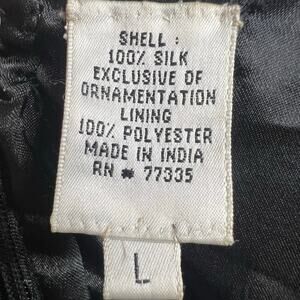 SHELL :
100% SILK
EXCLUSIVE OF
ORNAMENTATION
LINING
100% POLYESTER
MADE IN INDIA
RN # 77335
L